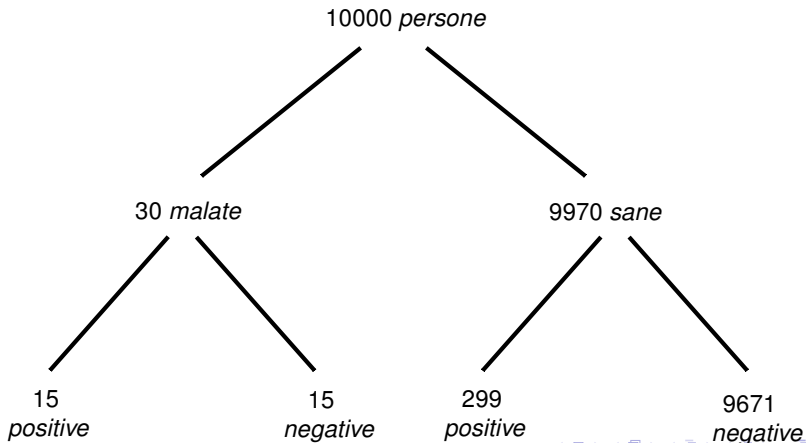 10000 persone
30 malate
9970 sane
15
positive
15
negative
299
positive
9671
negative